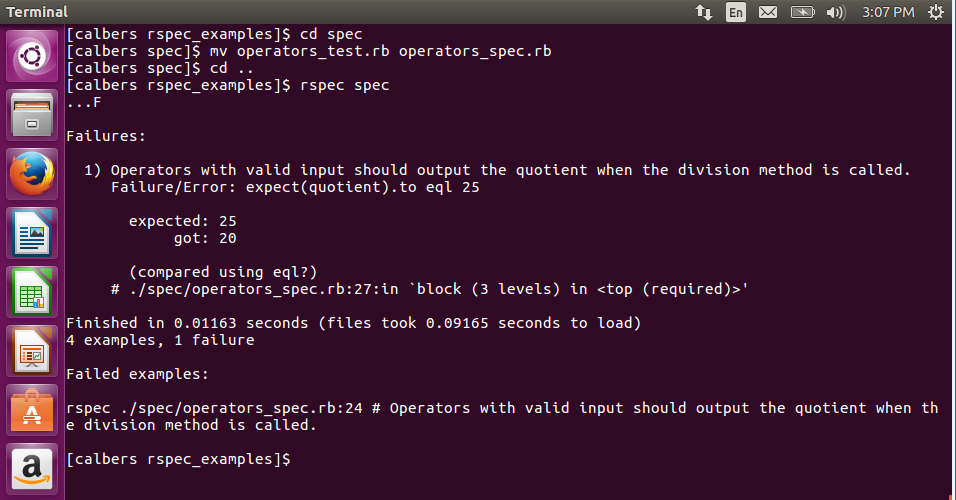 Terminal
En
3:07 PM
[calbers rspec_examples]$ cd spec
[calbers spec]$ mv operators_test.rb operators_spec.rb
[calbers spec]$ cd ..
[calbers rspec_examples]$ rspec spec
...F
Failures:
1) Operators with valid input should output the quotient when the division method is called.
Failure/Error: expect(quotient).to eql 25
expected: 25
got: 20
(compared using eql?)
# ./spec/operators_spec.rb:27:in `block (3 levels) in <top (required)>'
Finished in 0.01163 seconds (files took 0.09165 seconds to load)
4 examples, 1 failure
Failed examples:
rspec ./spec/operators_spec.rb:24 # Operators with valid input should output the quotient when th
e division method is called.
[calbers rspec_examples]$